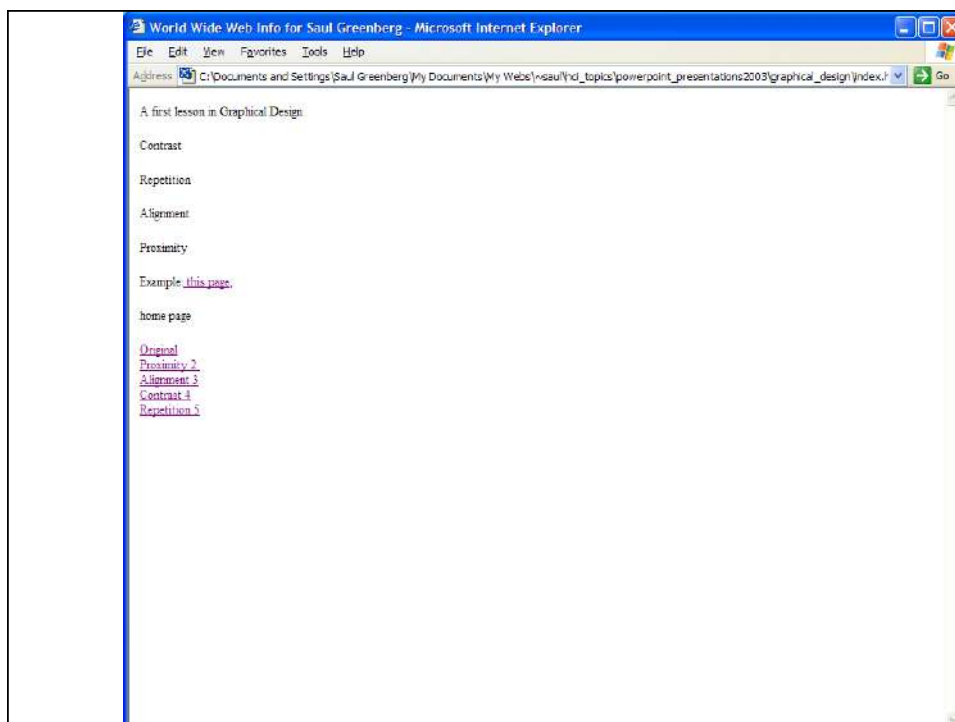 World Wide Web Info for Saul Greenberg - Microsoft Internet Explorer
File Edit View Favorites Tools Help
Address C:\Documents and Settings\Saul Greenberg\My Documents\My Webs\~saul\hci_topics\powerpoint_presentations2003\graphical_design\index.h Go
A first lesson in Graphical Design
Contrast
Repetition
Alignment
Proximity
Example: this page,
home page
Original
Proximity 2
Alignment 3
Contrast 4
Repetition 5